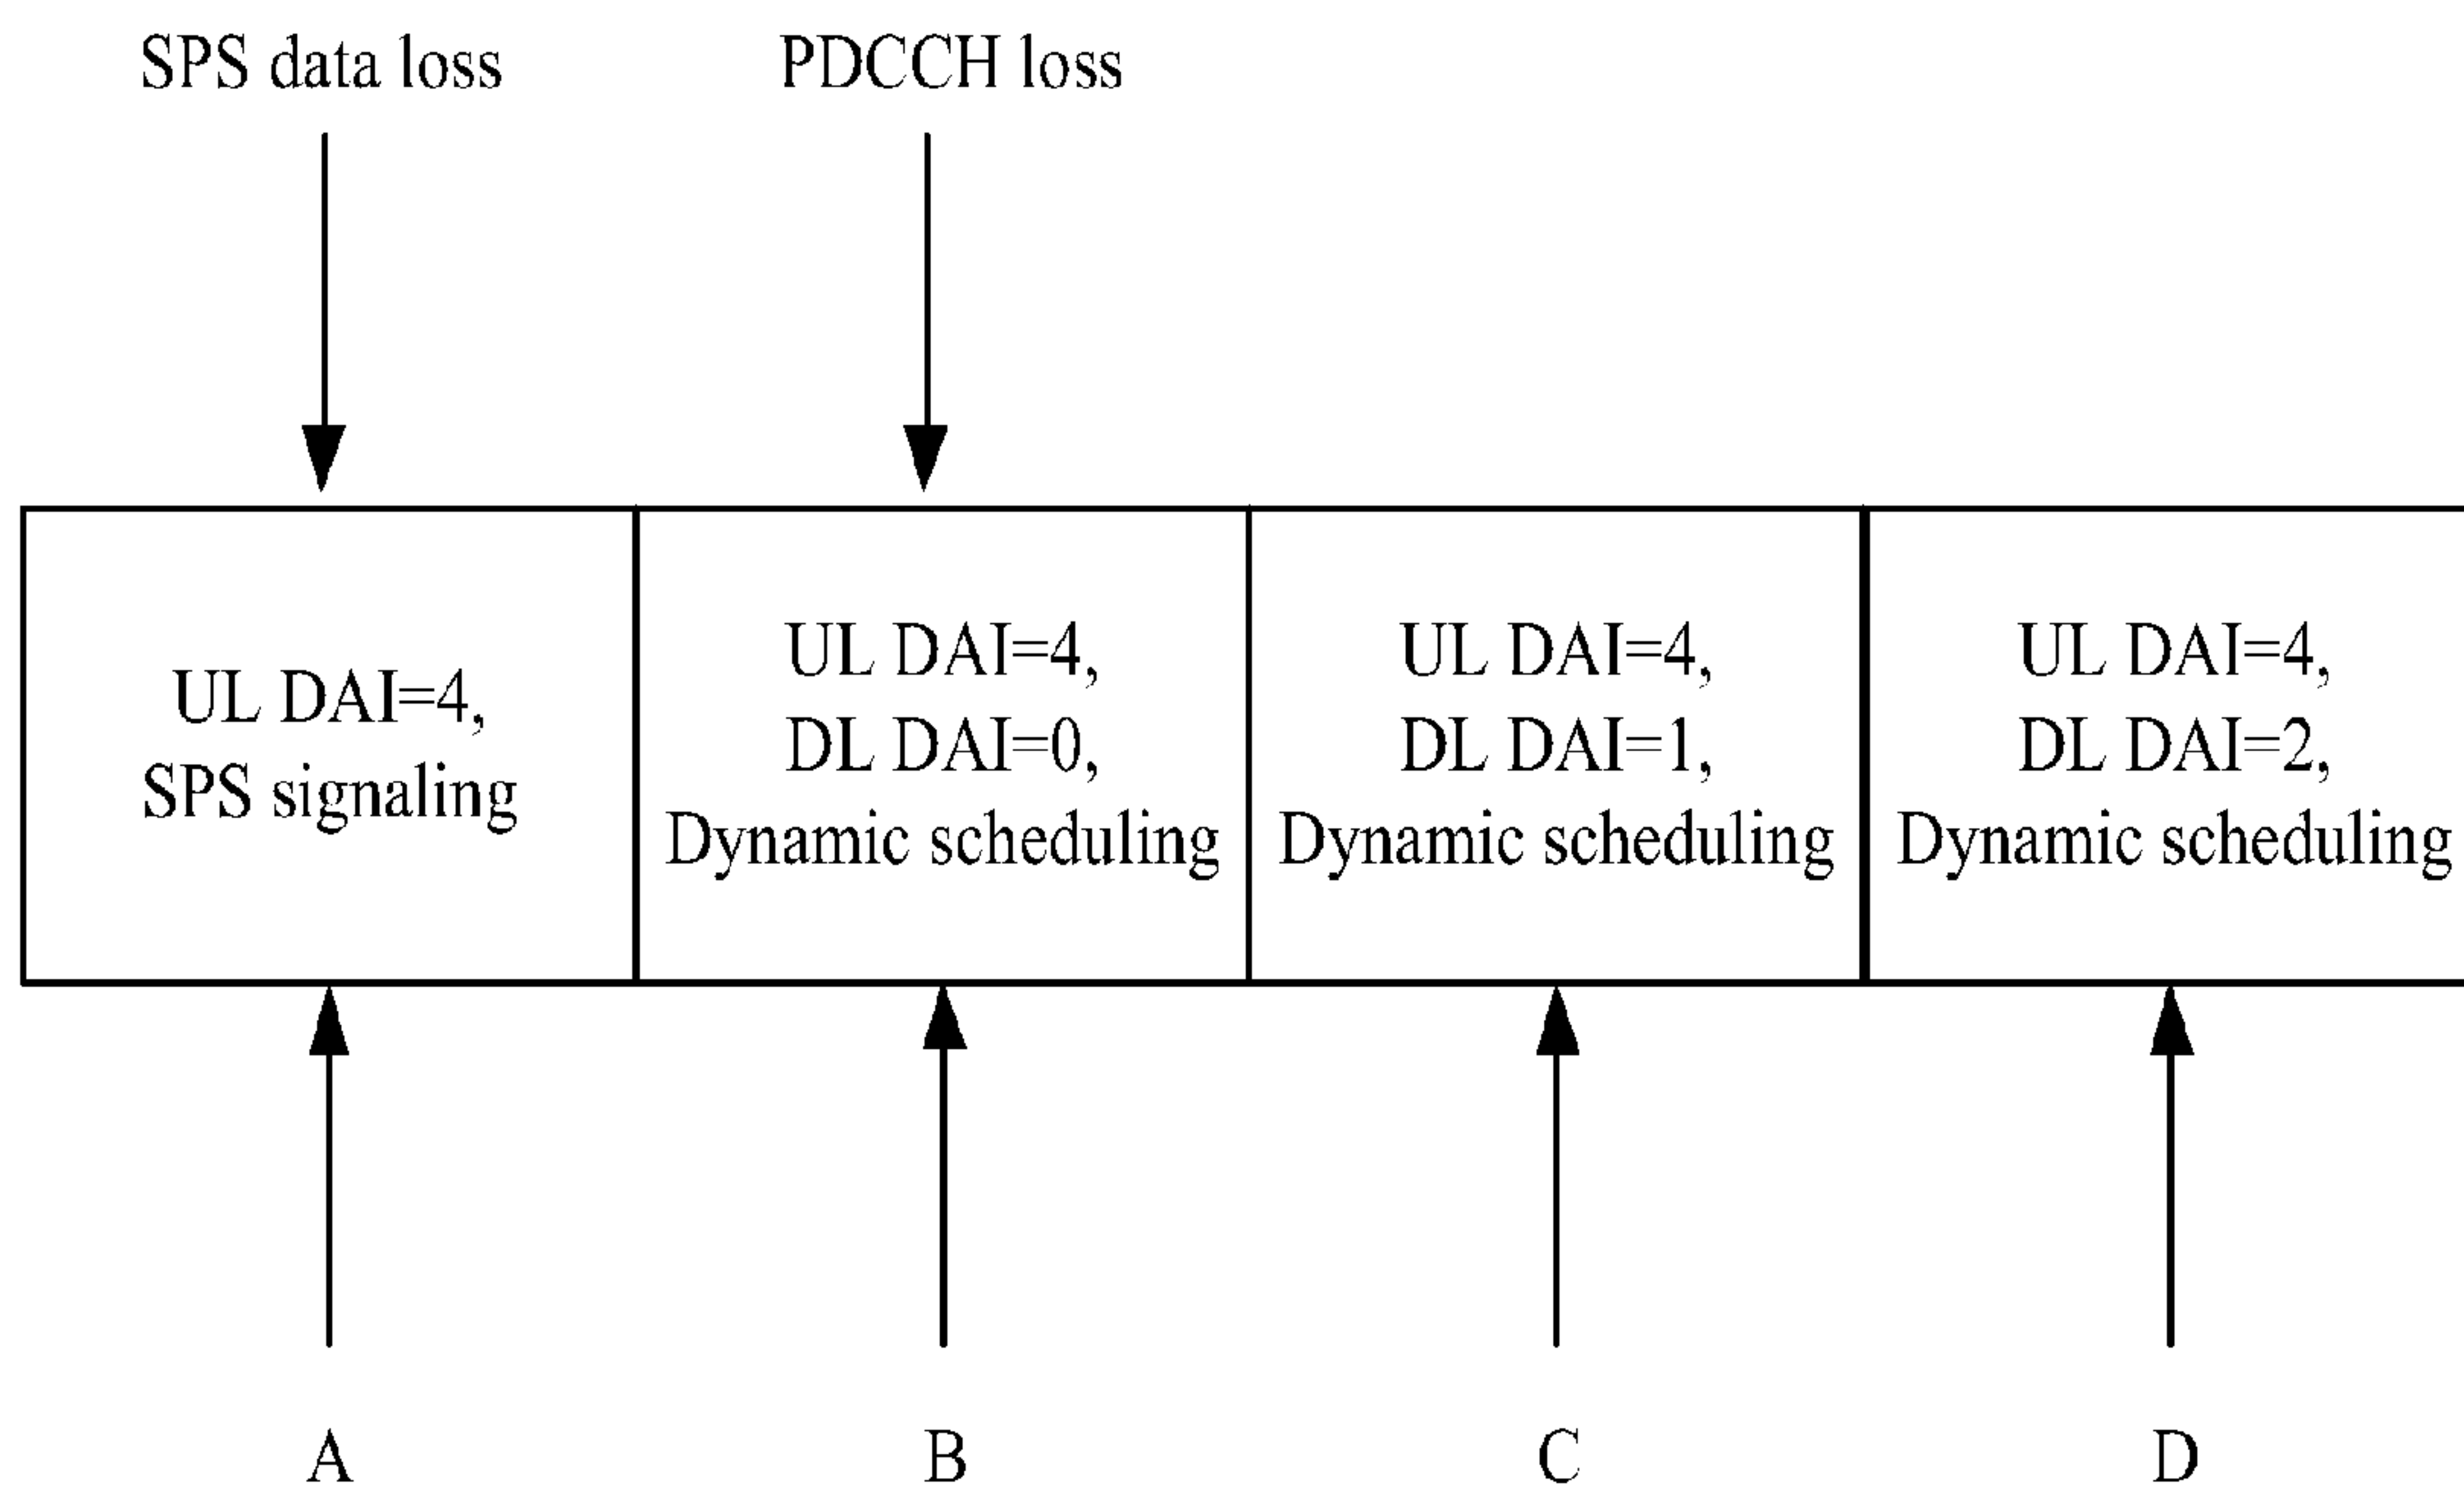 SPS data loss
PDCCH loss
UL DAI=4,
SPS signaling
UL DAI=4,
DL DAI=0,
Dynamic scheduling
UL DAI=4,
DL DAI=1,
Dynamic scheduling
UL DAI=4,
DL DAI=2,
Dynamic scheduling
A
B
C
D